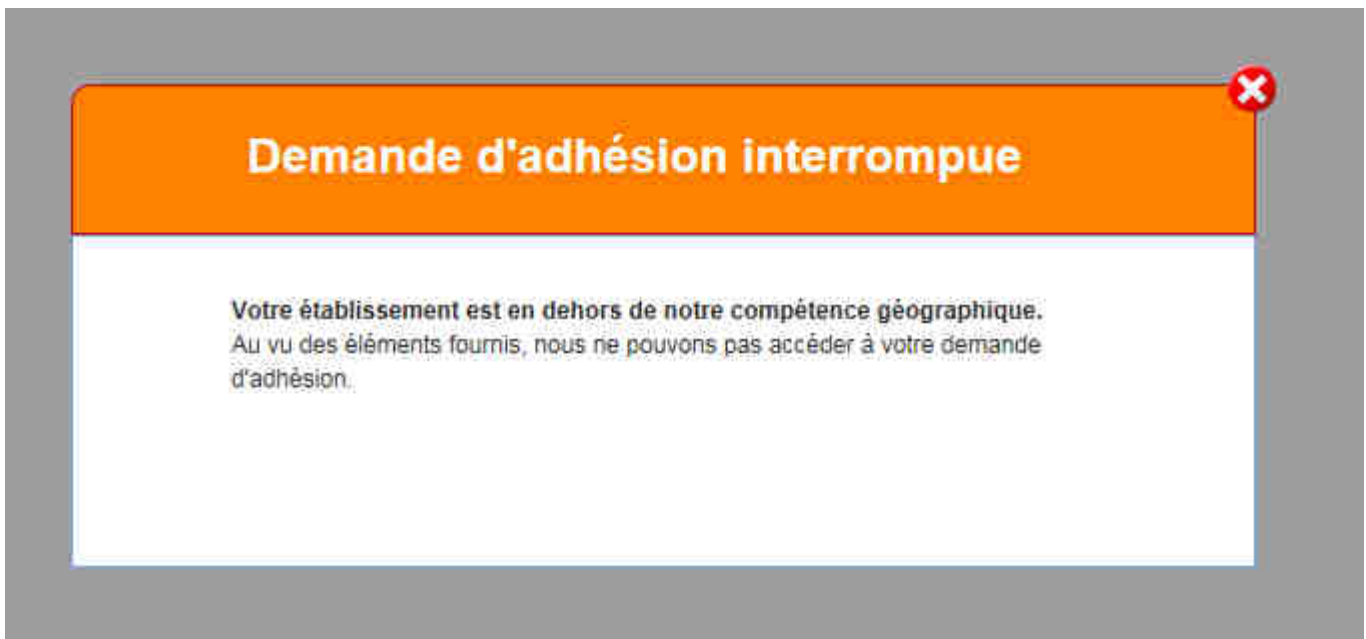 Demande d'adhésion interrompue
Votre établissement est en dehors de notre compétence géographique.
Au vu des éléments fournis, nous ne pouvons pas accéder à votre demande
d'adhésion.